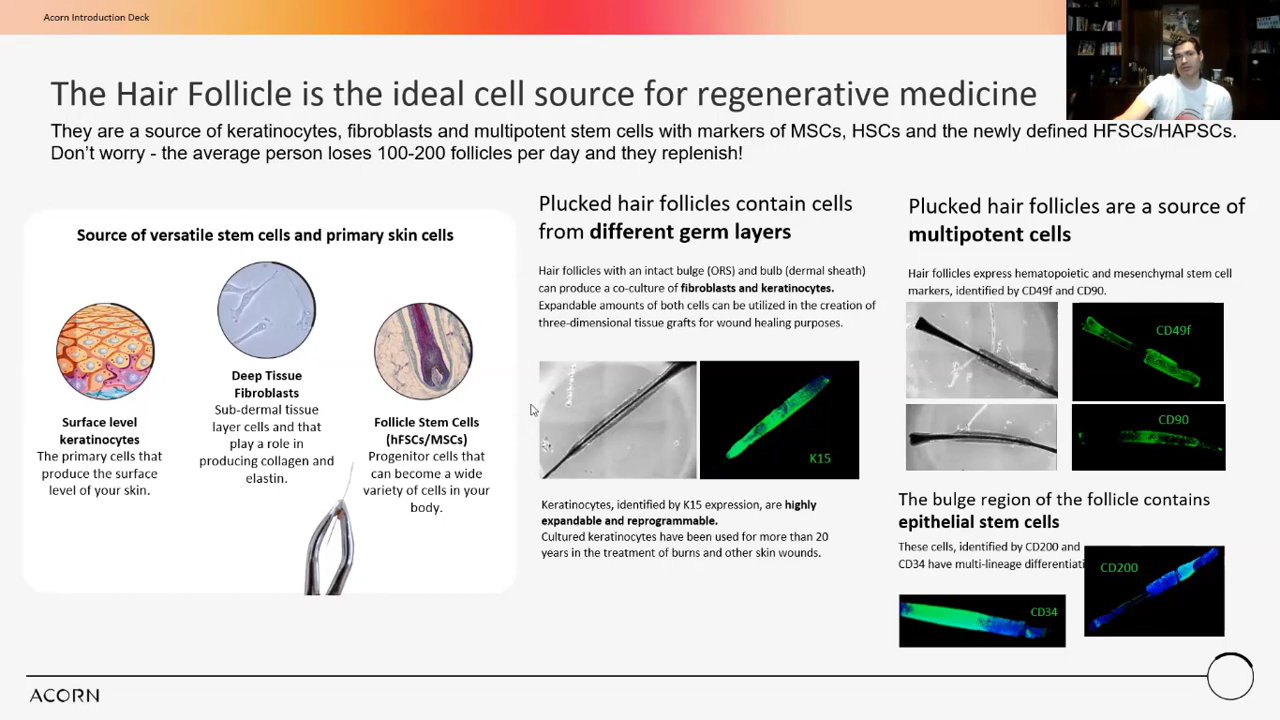 Acorn Introduction Deck
The Hair Follicle is the ideal cell source for regenerative medicine
They are a source of keratinocytes, fibroblasts and multipotent stem cells with markers of MSCs, HSCs and the newly defined HFSCs/HAPSCs.
Don't worry - the average person loses 100-200 follicles per day and they replenish!
Source of versatile stem cells and primary skin cells
Surface level
keratinocytes
The primary cells that
produce the surface
level of your skin.
Deep Tissue
Fibroblasts
Sub-dermal tissue
layer cells and that
play a role in
producing collagen and
elastin.
Follicle Stem Cells
(hFSCs/MSCs)
Progenitor cells that
can become a wide
variety of cells in your
body.
Plucked hair follicles contain cells
from different germ layers
Hair follicles with an intact bulge (ORS) and bulb (dermal sheath)
can produce a co-culture of fibroblasts and keratinocytes.
Expandable amounts of both cells can be utilized in the creation of
three-dimensional tissue grafts for wound healing purposes.
K15
Keratinocytes, identified by K15 expression, are highly
expandable and reprogrammable.
Cultured keratinocytes have been used for more than 20
years in the treatment of burns and other skin wounds.
Plucked hair follicles are a source of
multipotent cells
Hair follicles express hematopoietic and mesenchymal stem cell
markers, identified by CD49f and CD90.
CD49f
CD90
The bulge region of the follicle contains
epithelial stem cells
These cells, identified by CD200 and
CD34 have multi-lineage differentiati
CD200
CD34
ACORN